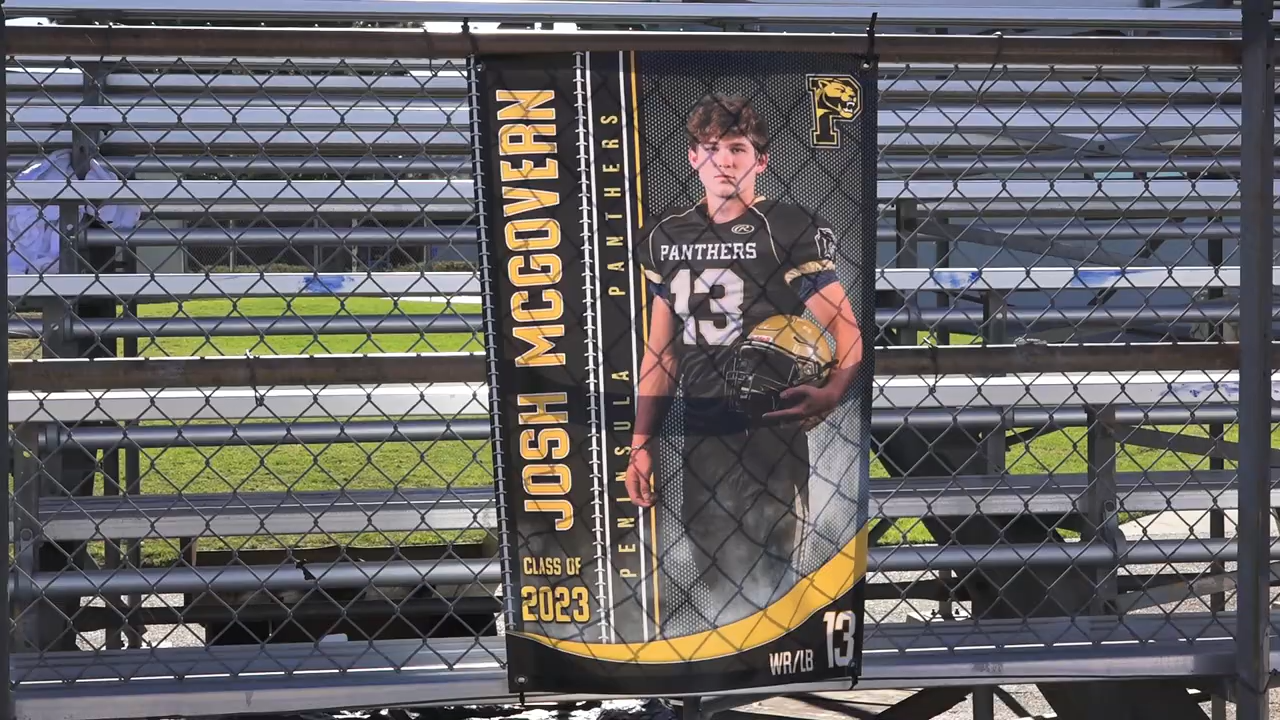 JOSH MCGOVERN
PENINSULA PANTHERS
CLASS OF
2023
P
PANTHERS
13
WR/LB 13